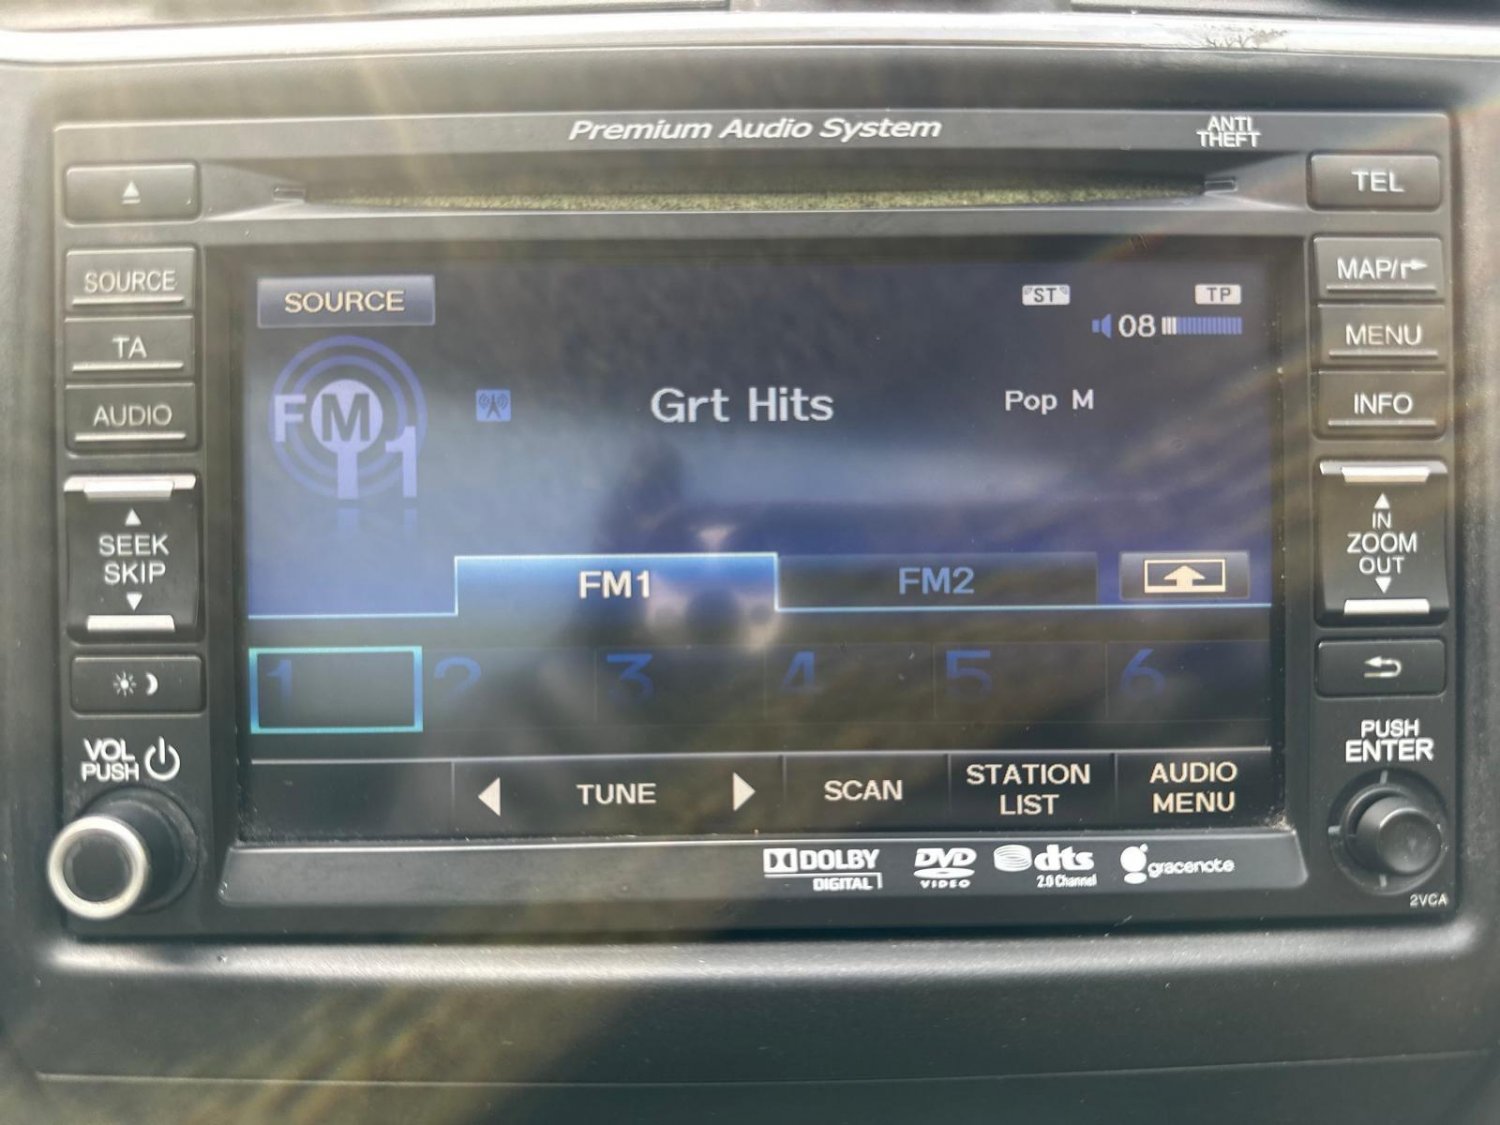 Premium Audio System
ANTI
THEFT
TEL
SOURCE
TA
AUDIO
SEEK
SKIP
VOL
PUSH
SOURCE
ST
TP
08
FM1
Grt Hits
Pop M
FM1
FM2
1
2
3
4
5
6
TUNE
SCAN
STATION
LIST
AUDIO
MENU
MAP/
MENU
INFO
IN
ZOOM
OUT
PUSH
ENTER
DOLBY
DIGITAL
DVD
VIDEO
dts
2.0 Channel
gracenote
2VCA